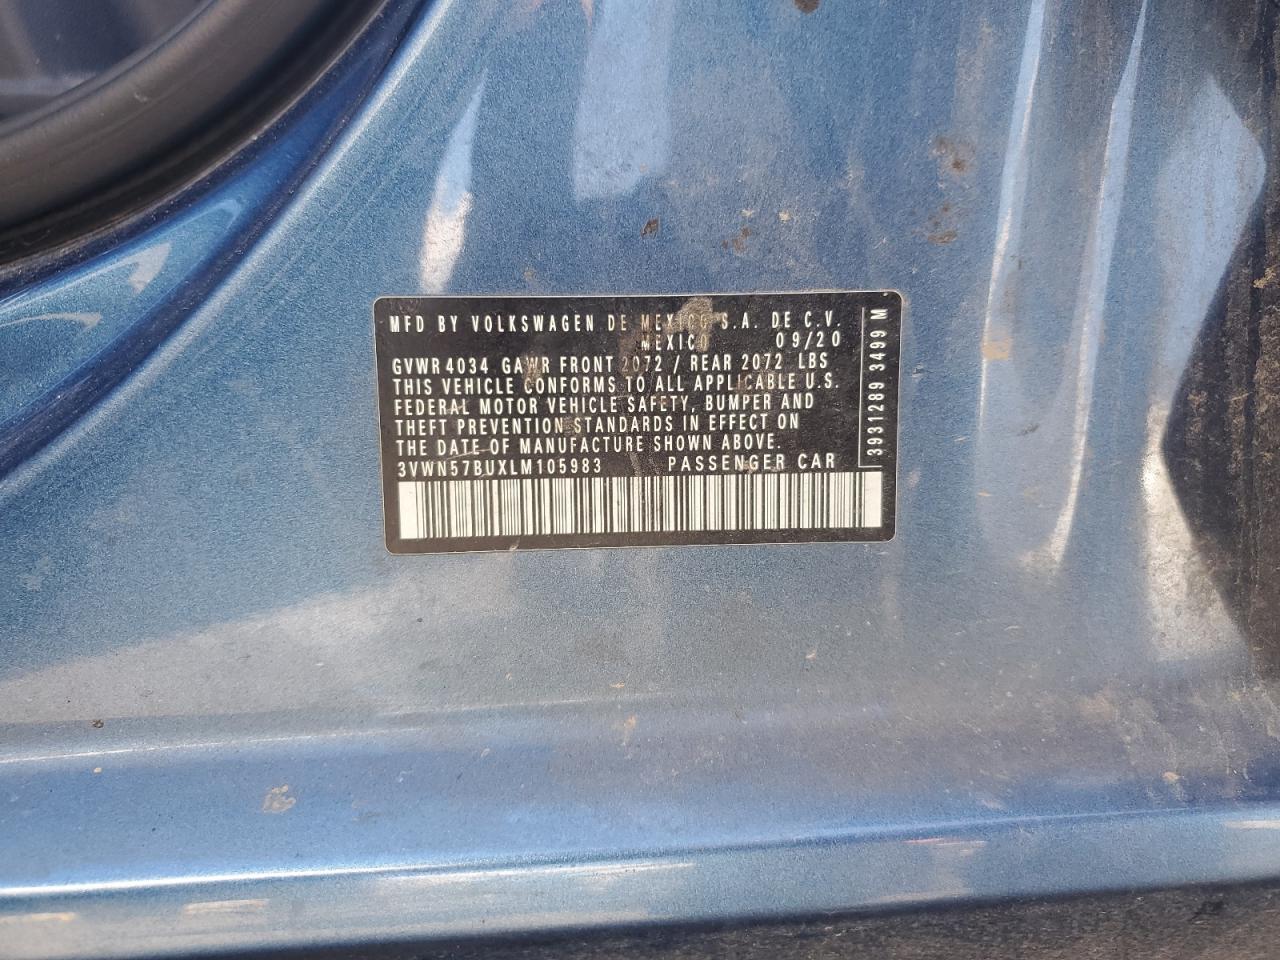 MFD BY VOLKSWAGEN DE MEXICO S.A. DE C.V.
MEXICO 09/20
GVWR 4034 GAWR FRONT 2072 / REAR 2072 LBS
THIS VEHICLE CONFORMS TO ALL APPLICABLE U.S.
FEDERAL MOTOR VEHICLE SAFETY, BUMPER AND
THEFT PREVENTION STANDARDS IN EFFECT ON
THE DATE OF MANUFACTURE SHOWN ABOVE.
3VWN57BUXLM105983 PASSENGER CAR
3931289 3499 M